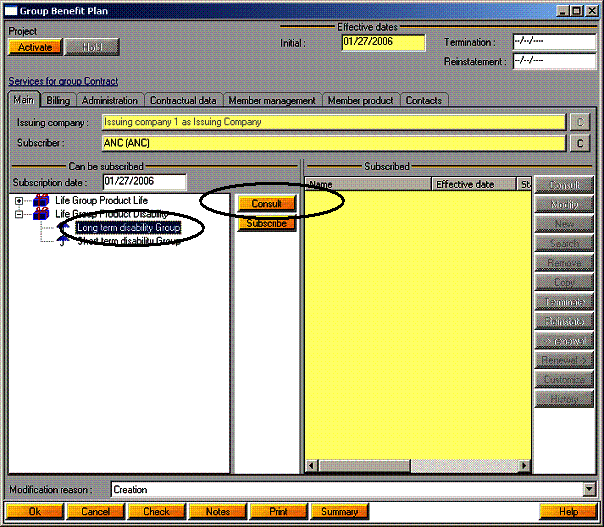 Group Benefit Plan
Project
Activate
Hold
Effective dates
Initial :
01/27/2006
Termination :
--/--/----
Reinstatement :
--/--/----
Services for group Contract
Main
Billing
Administration
Contractual data
Member management
Member product
Contacts
Issuing company :
Issuing company 1 as Issuing Company
C
Subscriber :
ANC (ANC)
C
Can be subscribed
Subscription date :
01/27/2006
Life Group Product Life
Life Group Product Disability
Long term disability Group
Short term disability Group
Consult
Subscribe
Subscribed
Name
Effective date
St
Consult
Modify
New
Search
Remove
Copy
Terminate
Reinstate
-> renewal
Renewal >
Customize
History
Modification reason :
Creation
Ok
Cancel
Check
Notes
Print
Summary
Help